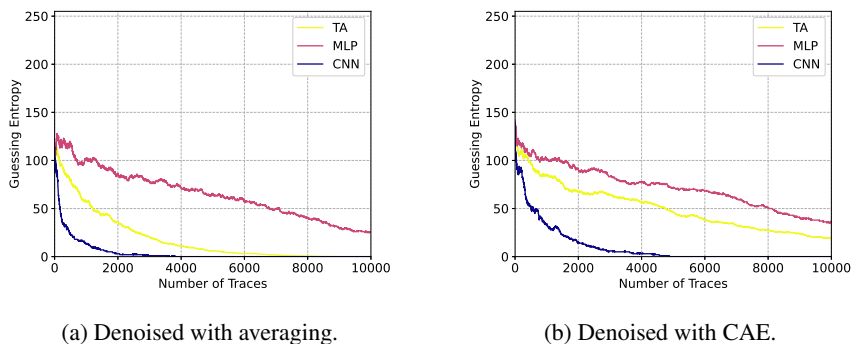 250
200
150
100
50
0
Guessing Entropy
TA
MLP
CNN
0 2000 4000 6000 8000 10000
Number of Traces
(a) Denoised with averaging.
250
200
150
100
50
0
Guessing Entropy
TA
MLP
CNN
0 2000 4000 6000 8000 10000
Number of Traces
(b) Denoised with CAE.